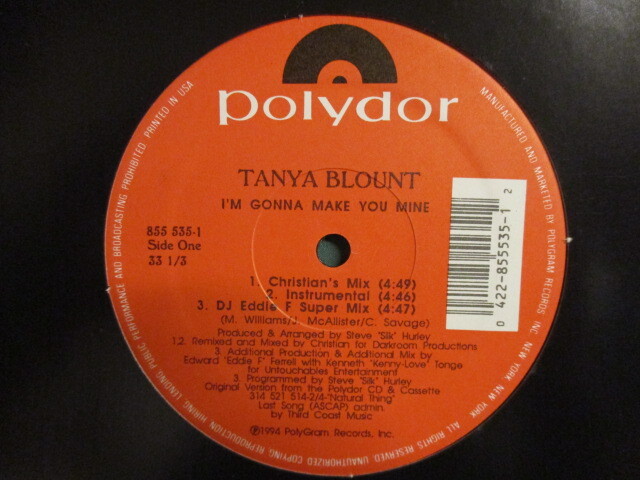 polydor
TANYA BLOUNT
I'M GONNA MAKE YOU MINE
855 535-1
Side One
33 1/3
1. Christian's Mix (4:49)
2. Instrumental (4:46)
3. DJ Eddie F Super Mix (4:47)
(M. Williams/J. McAllister/C. Savage)
Produced & Arranged by Steve "Silk" Hurley
1,2. Remixed and Mixed by Christian for Darkroom Productions
3. Additional Production & Additional Mix by
Edward "Eddie F" Ferrell with Kenneth "Kenny-Love" Tonge
for Untouchables Entertainment
3. Programmed by Steve "Silk" Hurley
Original Version from the Polydor CD & Cassette
314 521 514-2/4-"Natural Thing"
Last Song (ASCAP) admin.
by Third Coast Music
℗1994 PolyGram Records, Inc.
0 422-855535-1 2
MANUFACTURED AND MARKETED BY POLYGRAM RECORDS, INC. NEW YORK, NEW YORK
ALL RIGHTS RESERVED. UNAUTHORIZED COPYING, REPRODUCTION, HIRING, LENDING, PUBLIC PERFORMANCE AND BROADCASTING PROHIBITED. PRINTED IN USA